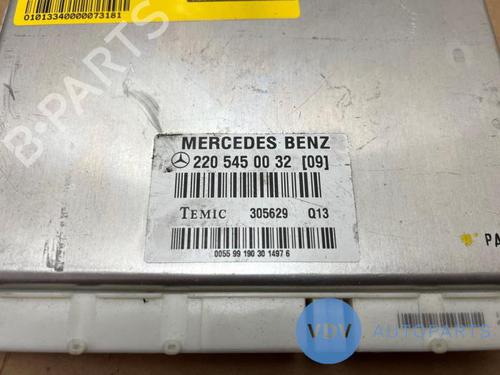 01013340000073181
MERCEDES BENZ
220 545 00 32 [09]
TEMIC 305629 Q13
0055 99 190 30 1497 6
PA
B-PARTS
VDV AUTOPARTS